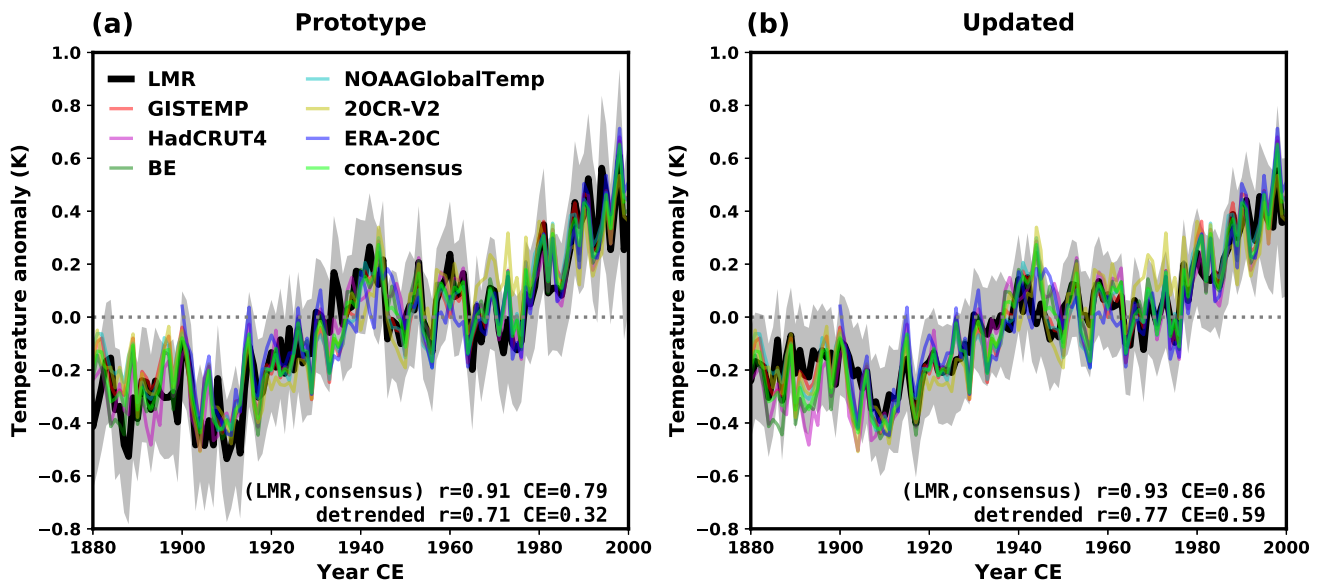 (a) Prototype
Temperature anomaly (K)
1.0
0.8
0.6
0.4
0.2
0.0
−0.2
−0.4
−0.6
−0.8
LMR
GISTEMP
HadCRUT4
BE
NOAAGlobalTemp
20CR-V2
ERA-20C
consensus
(LMR,consensus) r=0.91 CE=0.79
detrended r=0.71 CE=0.32
1880 1900 1920 1940 1960 1980 2000
Year CE
(b) Updated
Temperature anomaly (K)
1.0
0.8
0.6
0.4
0.2
0.0
−0.2
−0.4
−0.6
−0.8
(LMR,consensus) r=0.93 CE=0.86
detrended r=0.77 CE=0.59
1880 1900 1920 1940 1960 1980 2000
Year CE